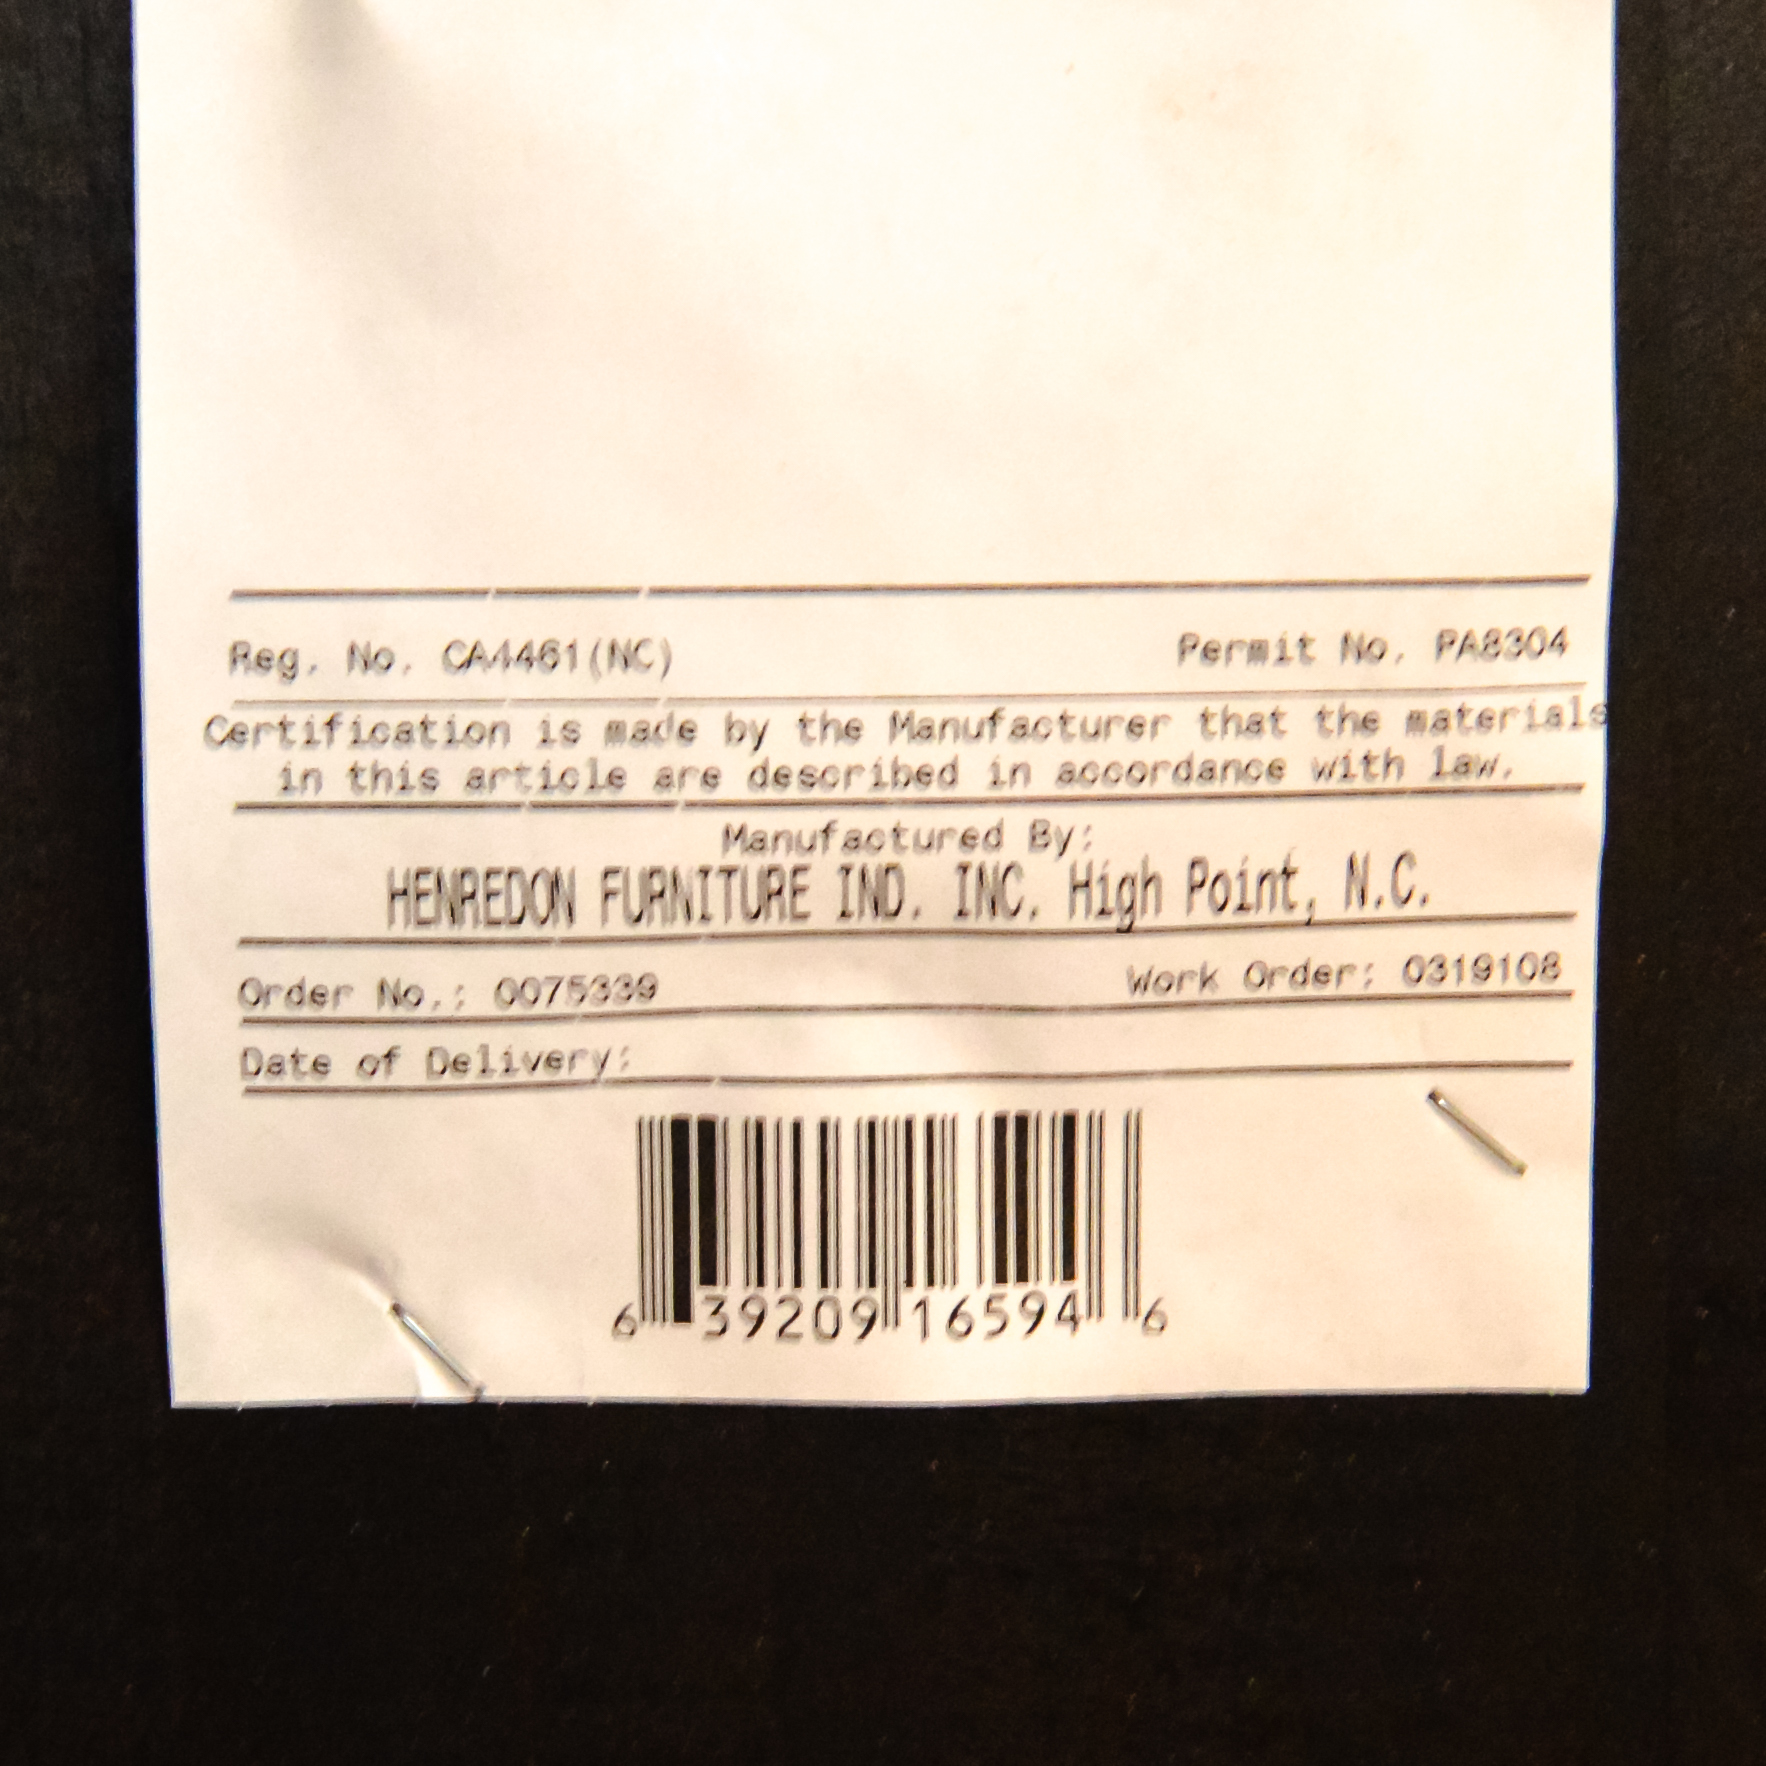 Reg. No. CA4461(NC) Permit No. PA8304
Certification is made by the Manufacturer that the materials
in this article are described in accordance with law.
Manufactured By:
HENREDON FURNITURE IND. INC. High Point, N.C.
Order No.: 0075339 Work Order: 0319108
Date of Delivery:
6 39209 16594 6